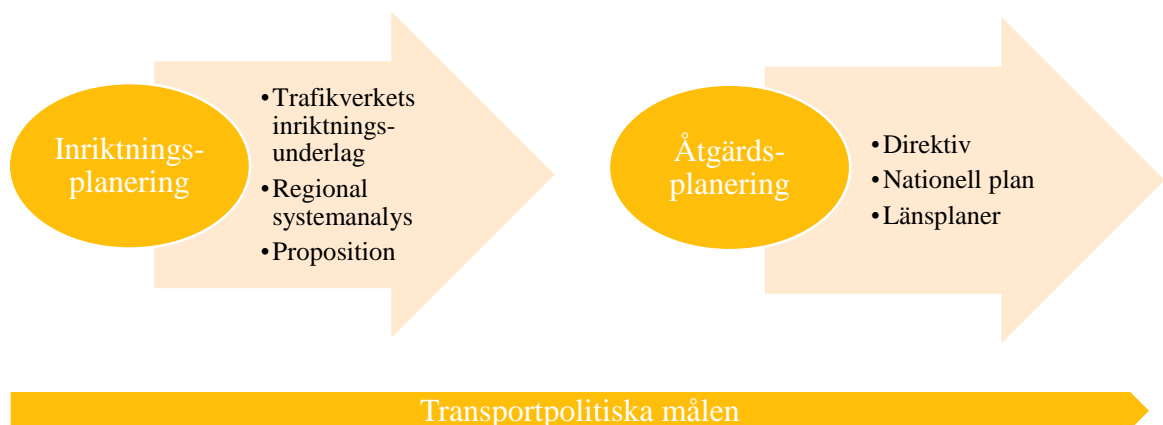 Inriktnings-
planering
•Trafikverkets
inriktnings-
underlag
•Regional
systemanalys
•Proposition
Åtgärds-
planering
•Direktiv
•Nationell plan
•Länsplaner
Transportpolitiska målen